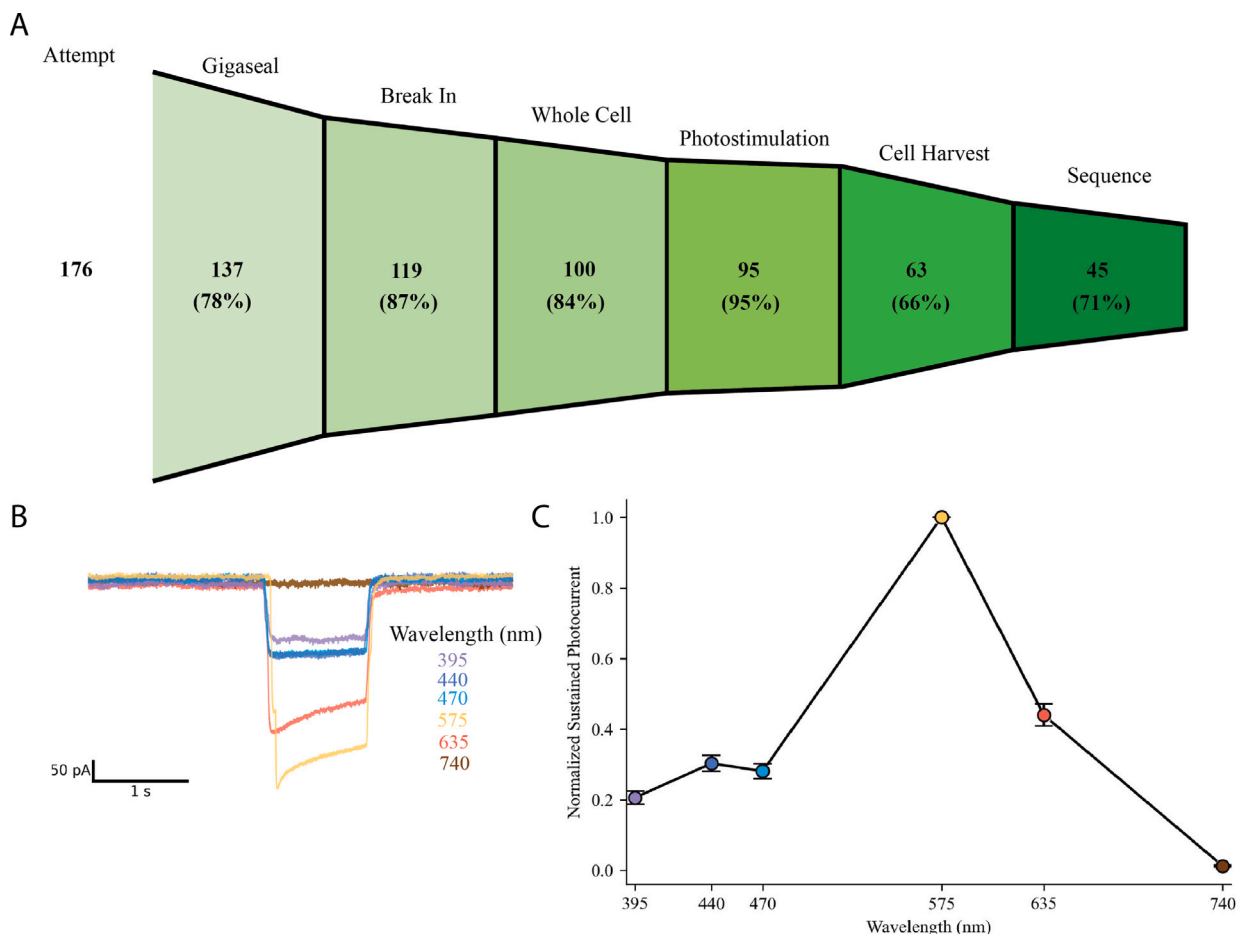 A
Attempt
Gigaseal
Break In
Whole Cell
Photostimulation
Cell Harvest
Sequence
176
137
(78%)
119
(87%)
100
(84%)
95
(95%)
63
(66%)
45
(71%)
B
Wavelength (nm)
395
440
470
575
635
740
50 pA
1 s
C
Normalized Sustained Photocurrent
1.0
0.8
0.6
0.4
0.2
0.0
395
440
470
575
635
740
Wavelength (nm)